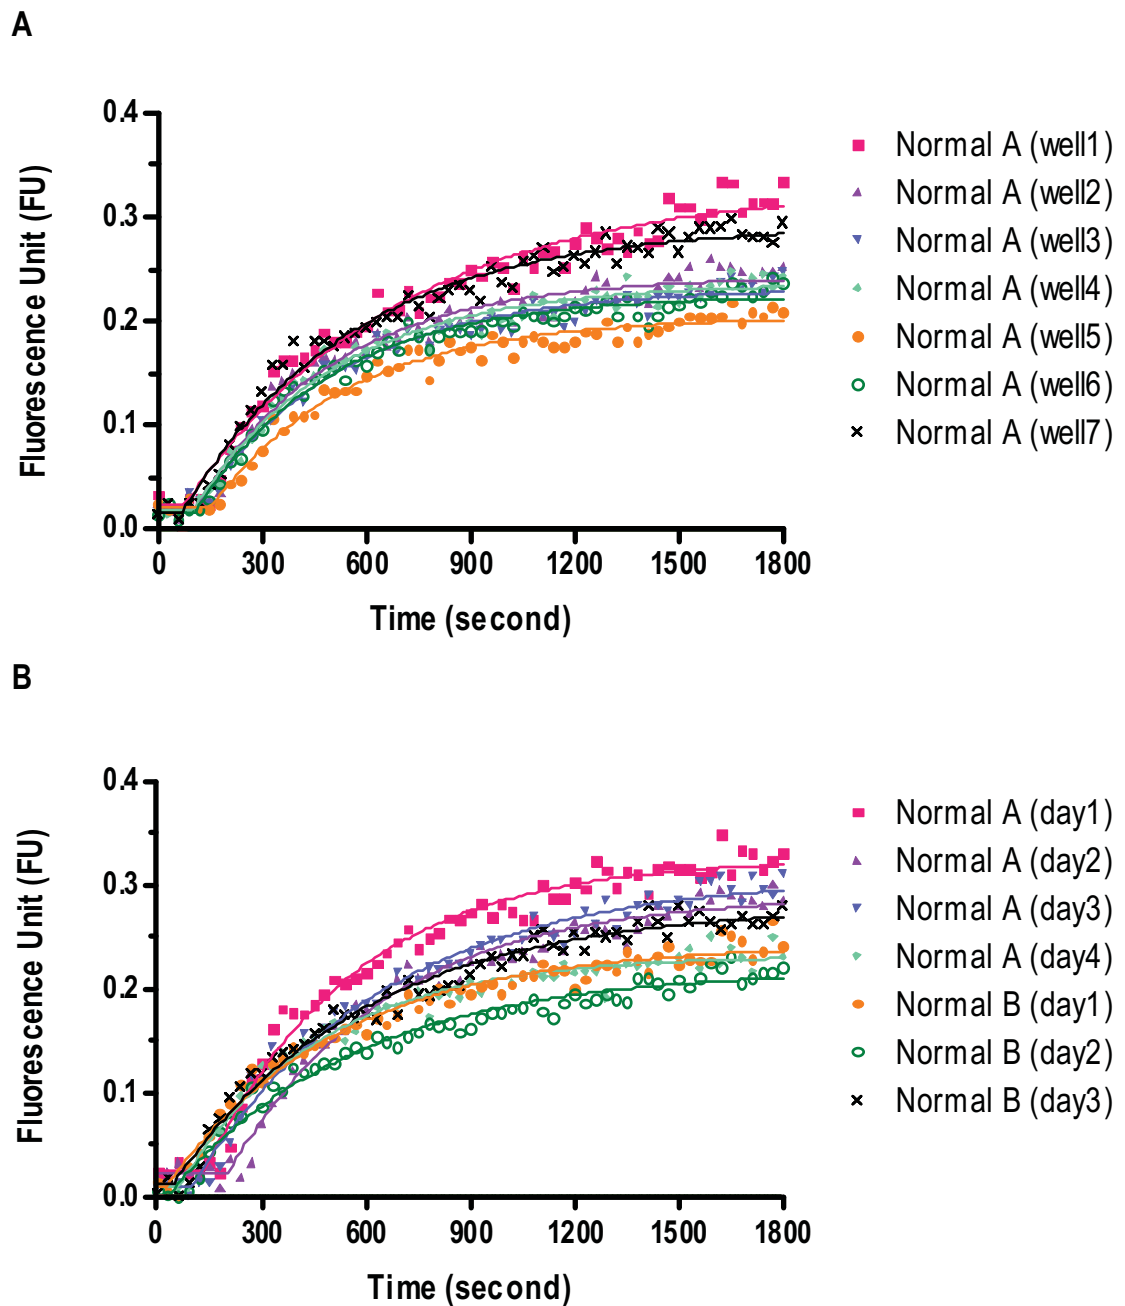 A
0.4
0.3
0.2
0.1
0.0
Fluorescence Unit (FU)
0 300 600 900 1200 1500 1800
Time (second)
Normal A (well1)
Normal A (well2)
Normal A (well3)
Normal A (well4)
Normal A (well5)
Normal A (well6)
Normal A (well7)
B
0.4
0.3
0.2
0.1
0.0
Fluorescence Unit (FU)
0 300 600 900 1200 1500 1800
Time (second)
Normal A (day1)
Normal A (day2)
Normal A (day3)
Normal A (day4)
Normal B (day1)
Normal B (day2)
Normal B (day3)